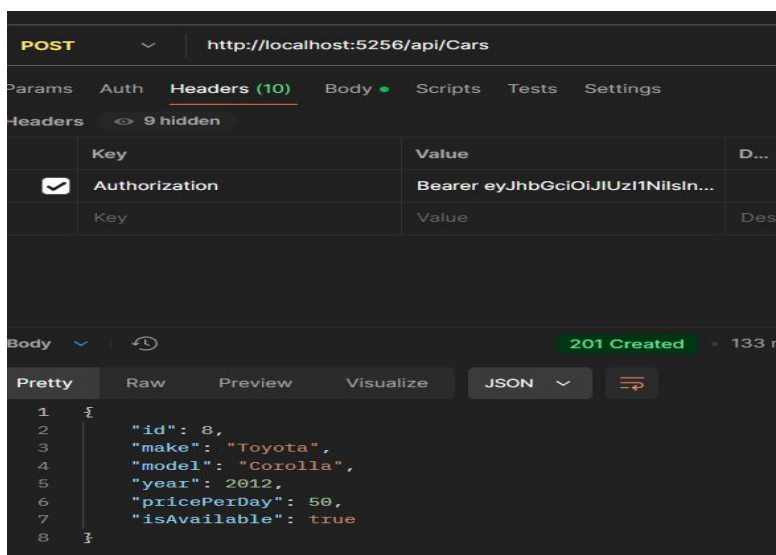 POST http://localhost:5256/api/Cars
Params Auth Headers (10) Body Scripts Tests Settings
Headers 9 hidden
Key Value D...
Authorization Bearer eyJhbGciOiJIUzI1NiIsIn...
Key Value Des
Body 201 Created 133
Pretty Raw Preview Visualize JSON
1 {
2 "id": 8,
3 "make": "Toyota",
4 "model": "Corolla",
5 "year": 2012,
6 "pricePerDay": 50,
7 "isAvailable": true
8 }